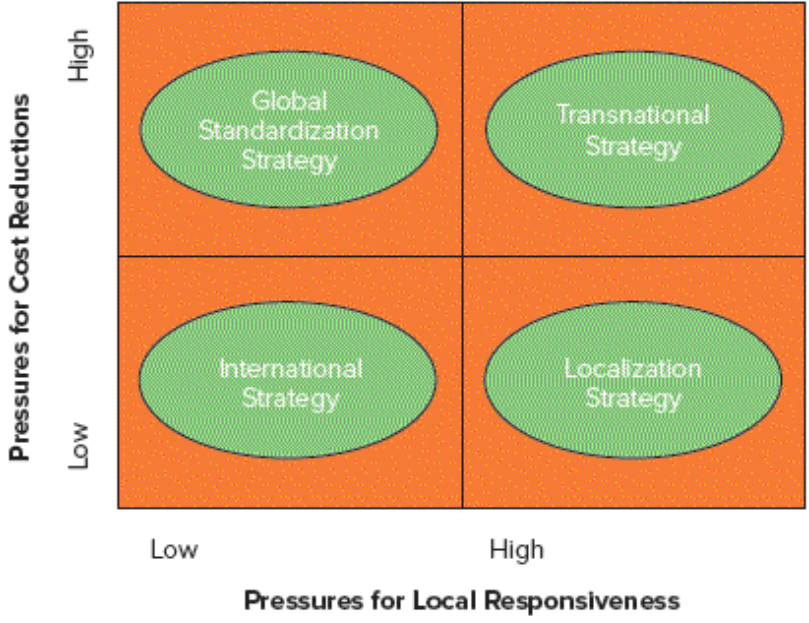 Pressures for Cost Reductions
High
Low
Global
Standardization
Strategy
Transnational
Strategy
International
Strategy
Localization
Strategy
Low
High
Pressures for Local Responsiveness